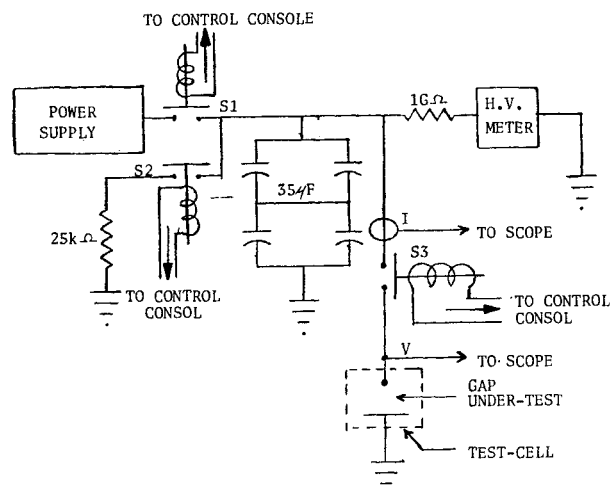 TO CONTROL CONSOLE
POWER
SUPPLY
S1
1GΩ
H.V.
METER
S2
35μF
25kΩ
I
TO SCOPE
S3
TO CONTROL
CONSOL
TO CONTROL
CONSOL
V
TO SCOPE
GAP
UNDER-TEST
TEST-CELL